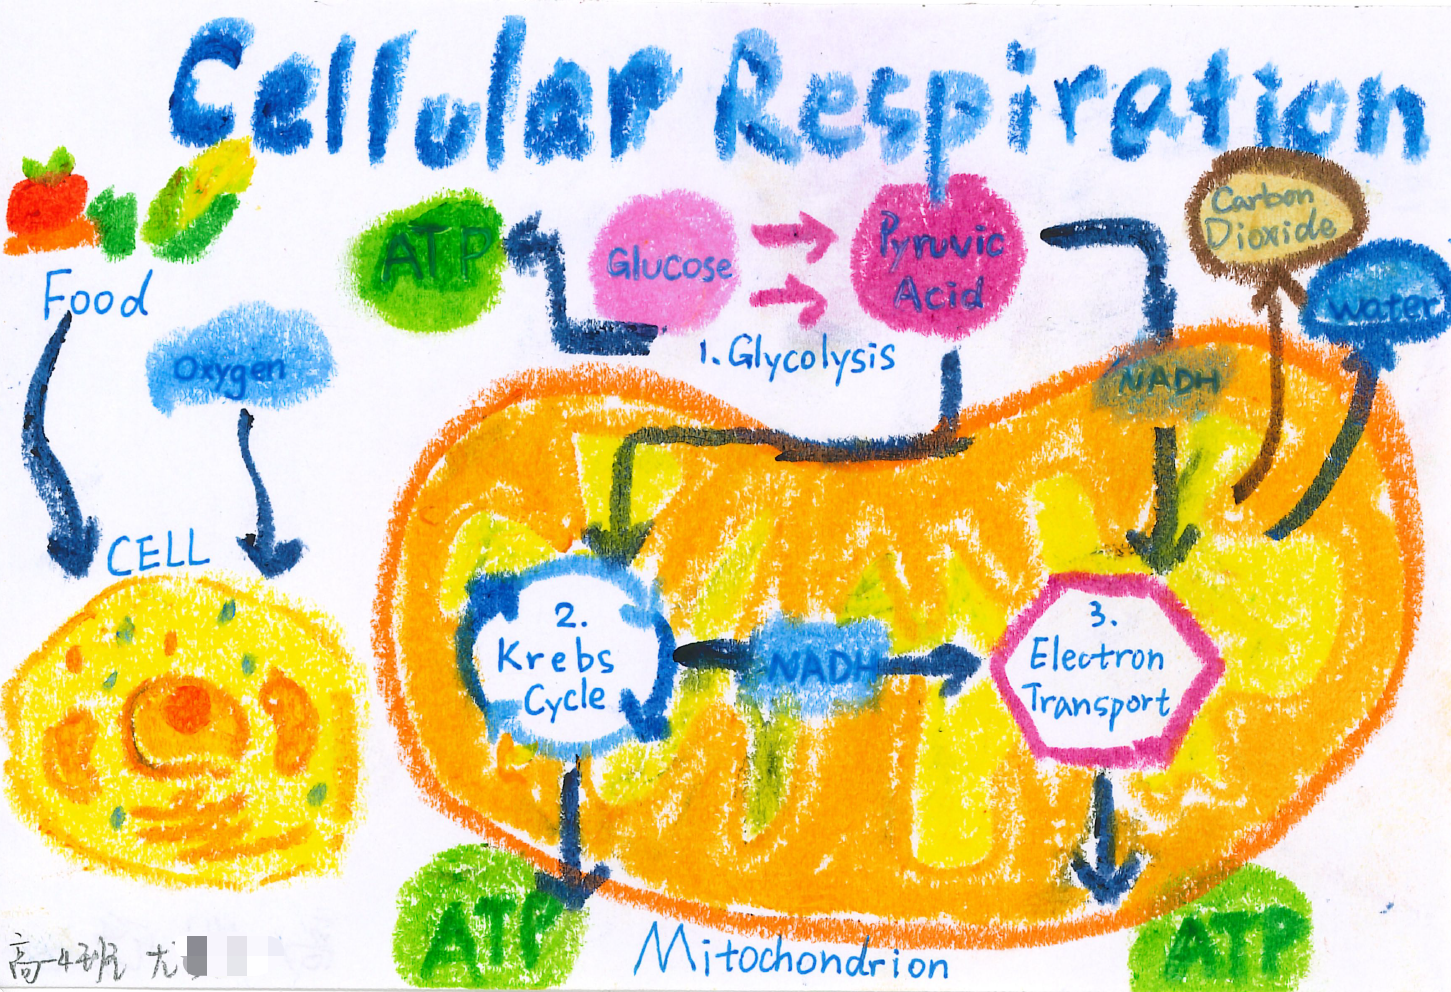 Cellular Respiration
Food
Oxygen
CELL
ATP
Glucose
Pyruvic
Acid
1. Glycolysis
Carbon
Dioxide
Water
NADH
2.
Krebs
Cycle
NADH
3.
Electron
Transport
ATP
ATP
Mitochondrion
高一4班 尤